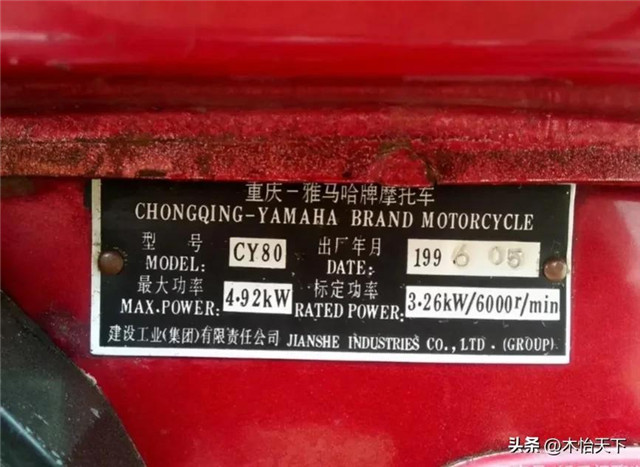 重庆－雅马哈牌摩托车
CHONGQING-YAMAHA BRAND MOTORCYCLE
型号 CY80 出厂年月 1996 05
MODEL: DATE:
最大功率 4.92kW 标定功率 3.26kW/6000r/min
MAX.POWER: RATED POWER:
建设工业(集团)有限责任公司 JIANSHE INDUSTRIES CO.,LTD.(GROUP)
头条 @木怡天下